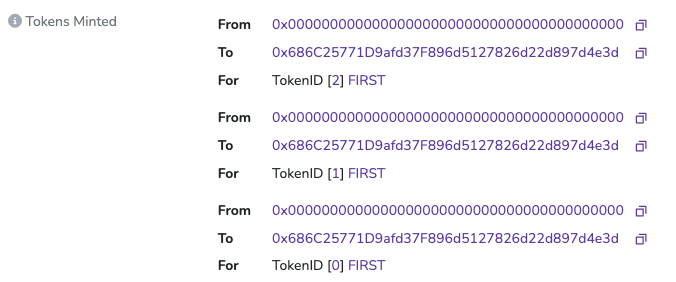 Tokens Minted
From 0x0000000000000000000000000000000000000000
To 0x686C25771D9afd37F896d5127826d22d897d4e3d
For TokenID [2] FIRST
From 0x0000000000000000000000000000000000000000
To 0x686C25771D9afd37F896d5127826d22d897d4e3d
For TokenID [1] FIRST
From 0x0000000000000000000000000000000000000000
To 0x686C25771D9afd37F896d5127826d22d897d4e3d
For TokenID [0] FIRST